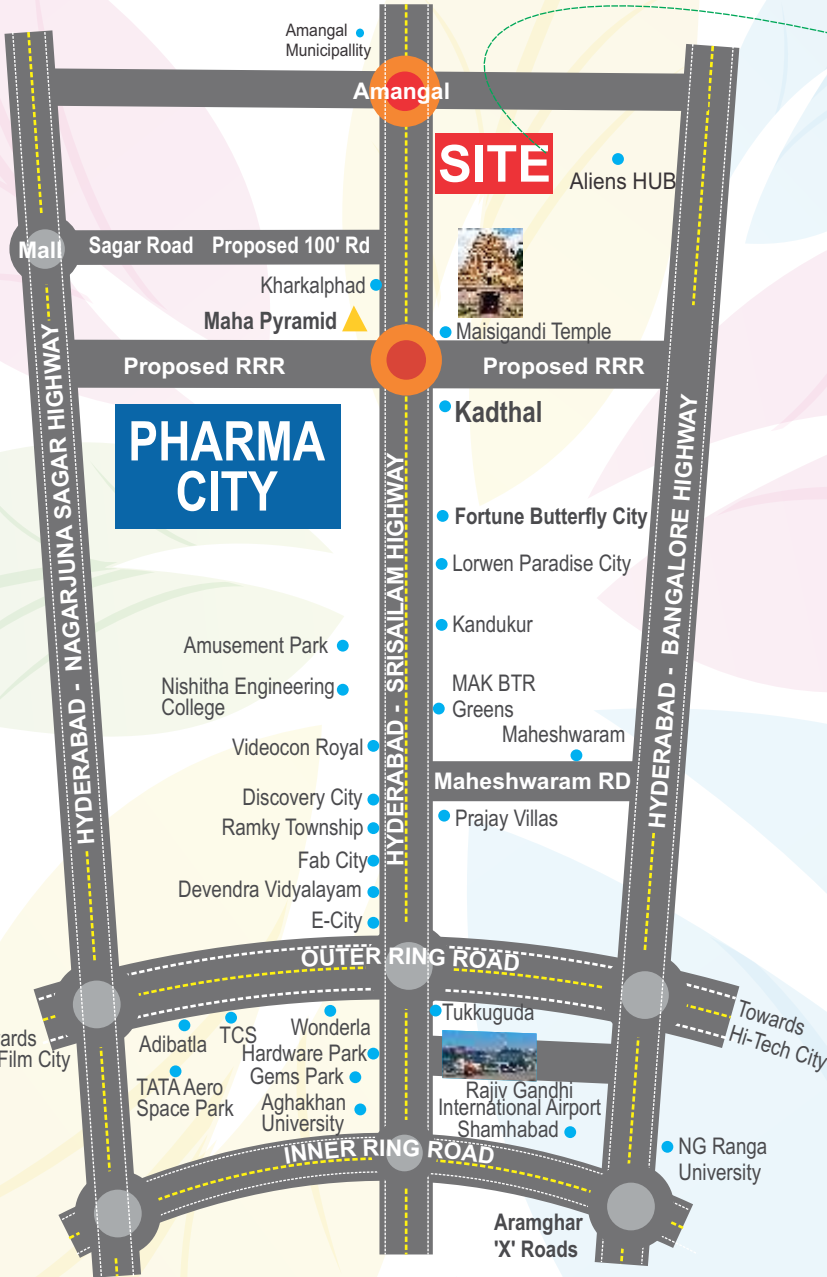 Amangal
Municipallity
Amangal
SITE
Aliens HUB
Mall
Sagar Road Proposed 100' Rd
Kharkalphad
Maha Pyramid
Maisigandi Temple
Proposed RRR
Proposed RRR
Kadthal
PHARMA
CITY
HYDERABAD - NAGARJUNA SAGAR HIGHWAY
HYDERABAD - SRISAILAM HIGHWAY
HYDERABAD - BANGALORE HIGHWAY
Fortune Butterfly City
Lorwen Paradise City
Kandukur
Amusement Park
Nishitha Engineering
College
MAK BTR
Greens
Maheshwaram
Videocon Royal
Maheshwaram RD
Discovery City
Prajay Villas
Ramky Township
Fab City
Devendra Vidyalayam
E-City
OUTER RING ROAD
Tukkuguda
Towards
Hi-Tech City
ards
Film City
Adibatla
TCS
Wonderla
Hardware Park
Gems Park
TATA Aero
Space Park
Aghakhan
University
Rajiv Gandhi
International Airport
Shamhabad
INNER RING ROAD
NG Ranga
University
Aramghar
'X' Roads